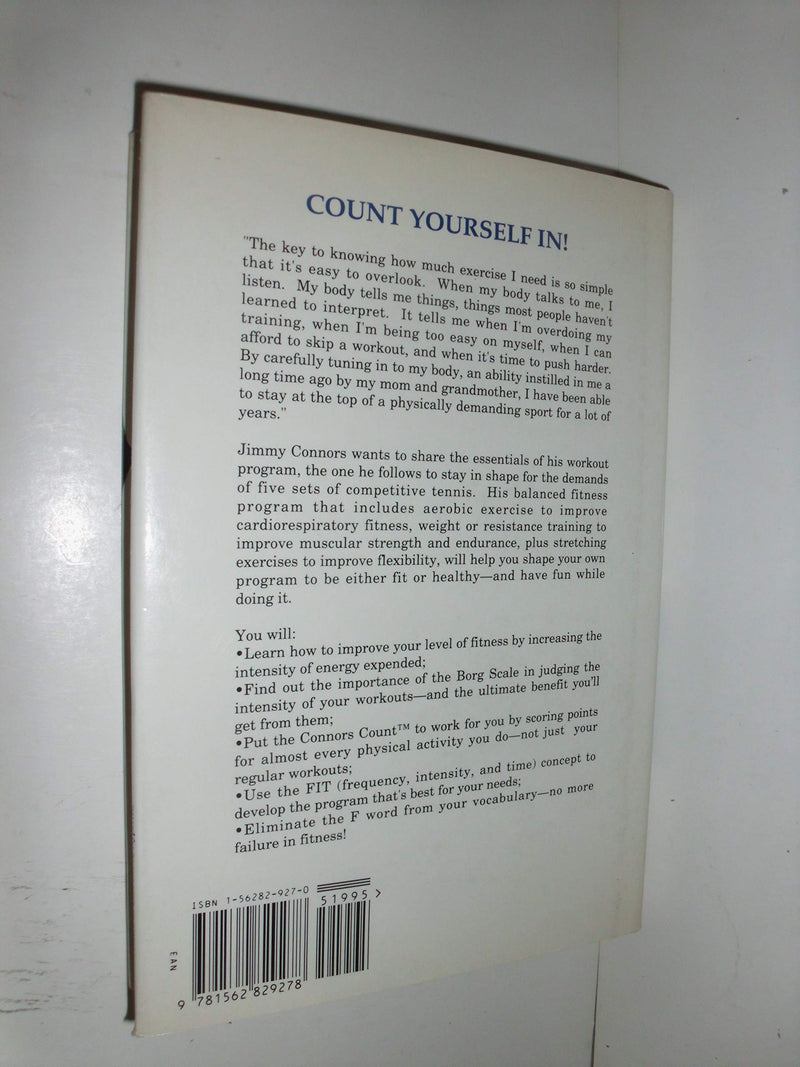 COUNT YOURSELF IN!
"The key to knowing how much exercise I need is so simple
that it's easy to overlook. When my body talks to me, I
listen. My body tells me things, things most people haven't
learned to interpret. It tells me when I'm overdoing my
training, when I'm being too easy on myself, when I can
afford to skip a workout, and when it's time to push harder.
By carefully tuning in to my body, an ability instilled in me a
long time ago by my mom and grandmother, I have been able
to stay at the top of a physically demanding sport for a lot of
years."
Jimmy Connors wants to share the essentials of his workout
program, the one he follows to stay in shape for the demands
of five sets of competitive tennis. His balanced fitness
program that includes aerobic exercise to improve
cardiorespiratory fitness, weight or resistance training to
improve muscular strength and endurance, plus stretching
exercises to improve flexibility, will help you shape your own
program to be either fit or healthy—and have fun while
doing it.
You will:
•Learn how to improve your level of fitness by increasing the
intensity of energy expended;
•Find out the importance of the Borg Scale in judging the
intensity of your workouts—and the ultimate benefit you'll
get from them;
•Put the Connors Count™ to work for you by scoring points
for almost every physical activity you do—not just your
regular workouts;
•Use the FIT (frequency, intensity, and time) concept to
develop the program that's best for your needs;
•Eliminate the F word from your vocabulary—no more
failure in fitness!
ISBN 1-56282-927-0
51995>
EAN
9 781562 829278